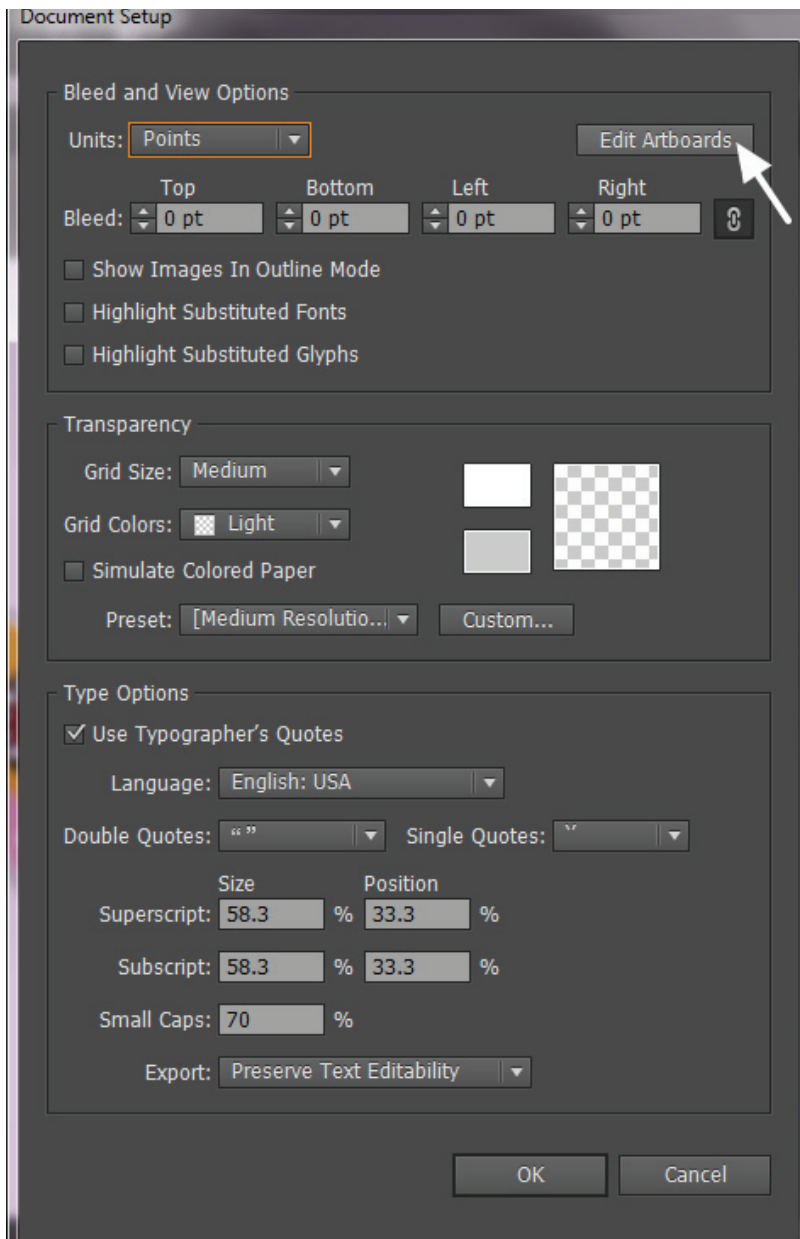 Document Setup
Bleed and View Options
Units: Points Edit Artboards
Top Bottom Left Right
Bleed: 0 pt 0 pt 0 pt 0 pt
Show Images In Outline Mode
Highlight Substituted Fonts
Highlight Substituted Glyphs
Transparency
Grid Size: Medium
Grid Colors: Light
Simulate Colored Paper
Preset: [Medium Resolutio... Custom...
Type Options
Use Typographer's Quotes
Language: English: USA
Double Quotes: “ ” Single Quotes: ‘’
Size Position
Superscript: 58.3 % 33.3 %
Subscript: 58.3 % 33.3 %
Small Caps: 70 %
Export: Preserve Text Editability
OK Cancel